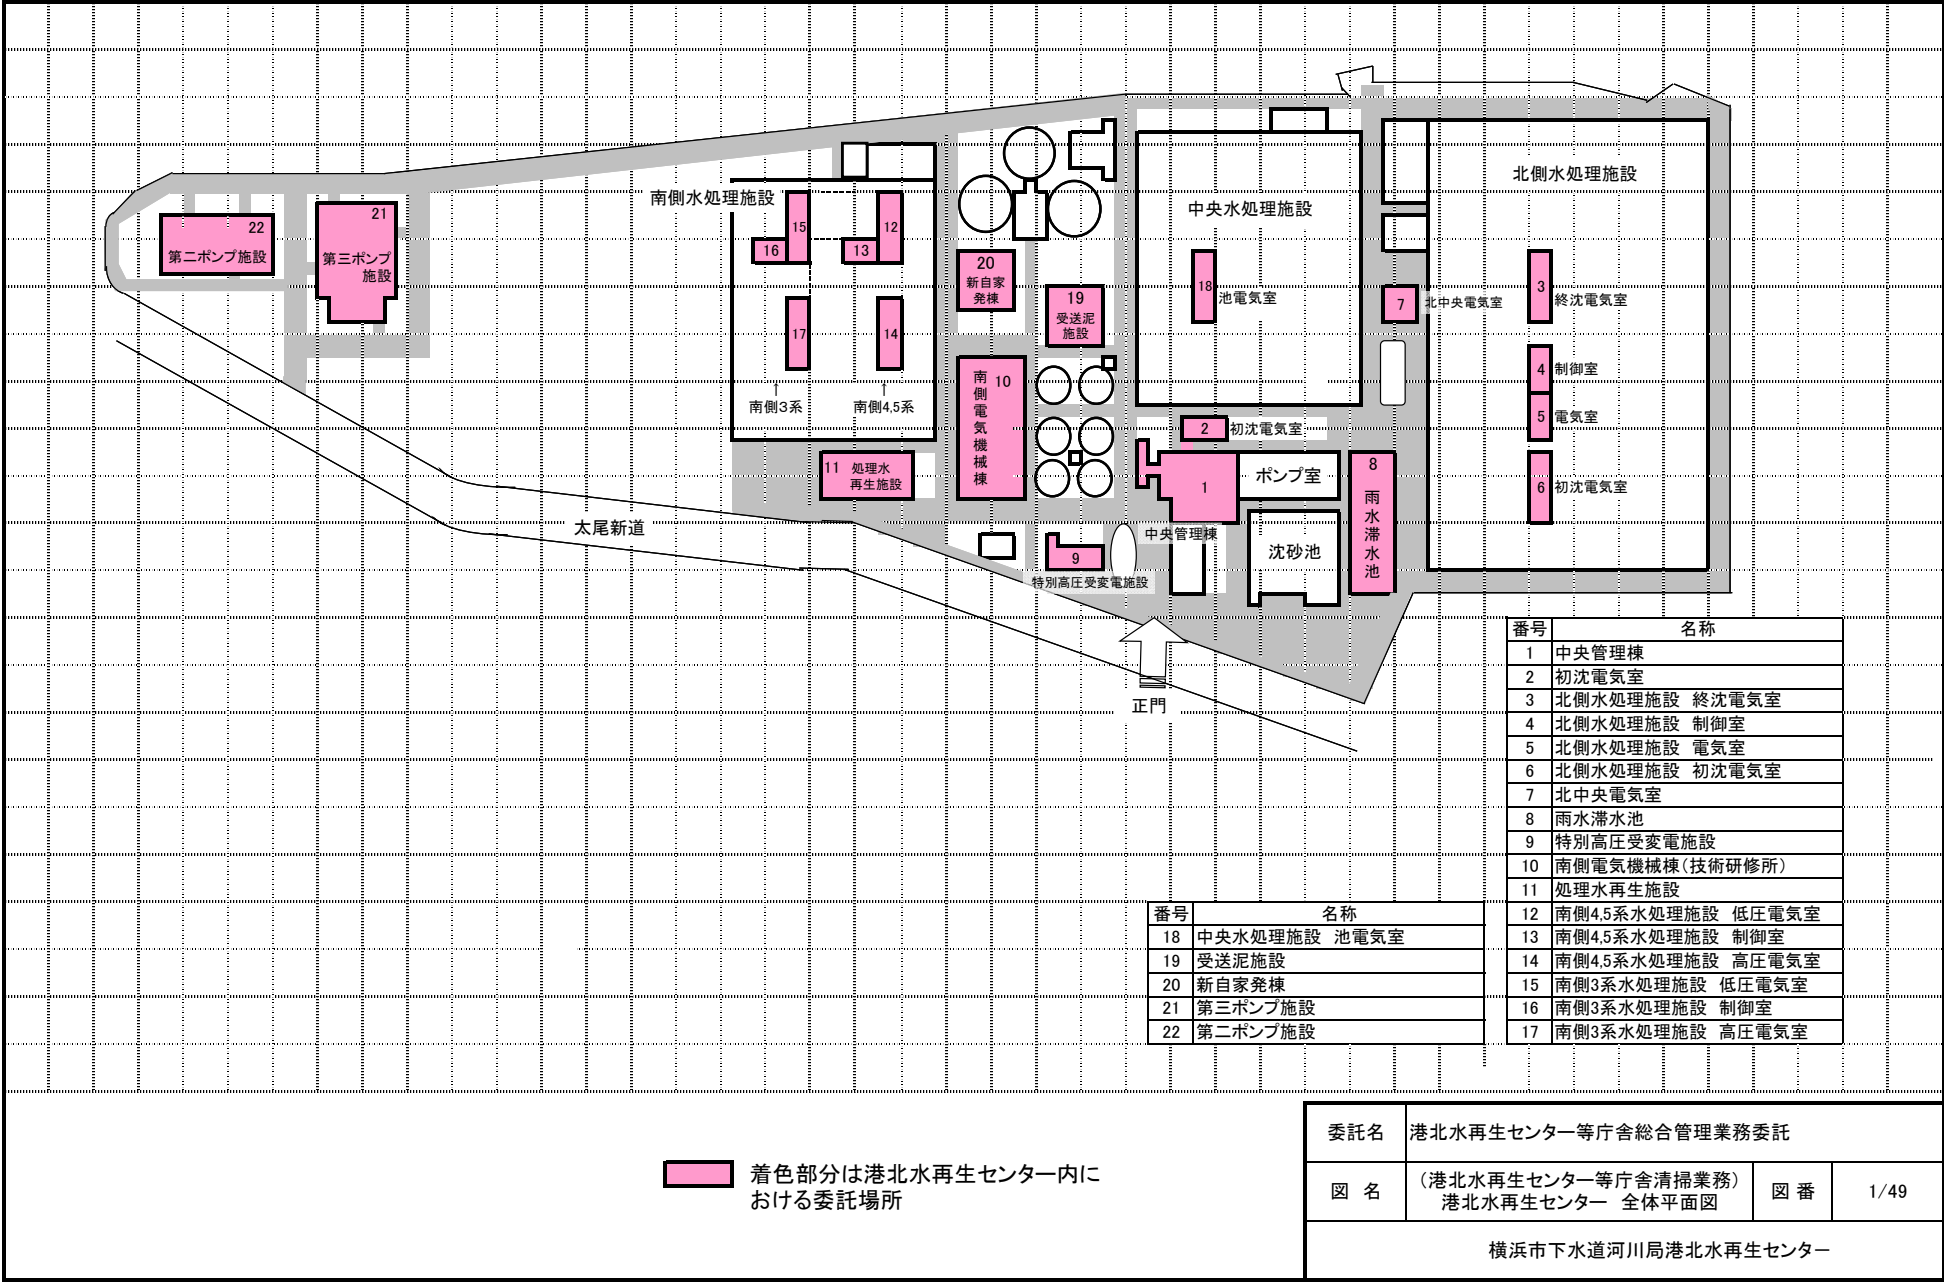 北側水処理施設
南側水処理施設
中央水処理施設
21
22
第二ポンプ施設
第三ポンプ
施設
15
12
16
13
17
14
↑
南側3系
↑
南側4,5系
20
新自家
発棟
19
受送泥
施設
18
池電気室
7
北中央電気室
3
終沈電気室
4
制御室
5
電気室
6
初沈電気室
南側電気機械棟
10
2
初沈電気室
11
処理水
再生施設
1
ポンプ室
8
雨水滞水池
中央管理棟
沈砂池
9
特別高圧受変電施設
太尾新道
正門
番号 名称
1 中央管理棟
2 初沈電気室
3 北側水処理施設 終沈電気室
4 北側水処理施設 制御室
5 北側水処理施設 電気室
6 北側水処理施設 初沈電気室
7 北中央電気室
8 雨水滞水池
9 特別高圧受変電施設
10 南側電気機械棟(技術研修所)
11 処理水再生施設
12 南側4,5系水処理施設 低圧電気室
13 南側4,5系水処理施設 制御室
14 南側4,5系水処理施設 高圧電気室
15 南側3系水処理施設 低圧電気室
16 南側3系水処理施設 制御室
17 南側3系水処理施設 高圧電気室
番号 名称
18 中央水処理施設 池電気室
19 受送泥施設
20 新自家発棟
21 第三ポンプ施設
22 第二ポンプ施設
着色部分は港北水再生センター内に
おける委託場所
委託名 港北水再生センター等庁舎総合管理業務委託
図 名 (港北水再生センター等庁舎清掃業務)
港北水再生センター 全体平面図
図 番 1/49
横浜市下水道河川局港北水再生センター